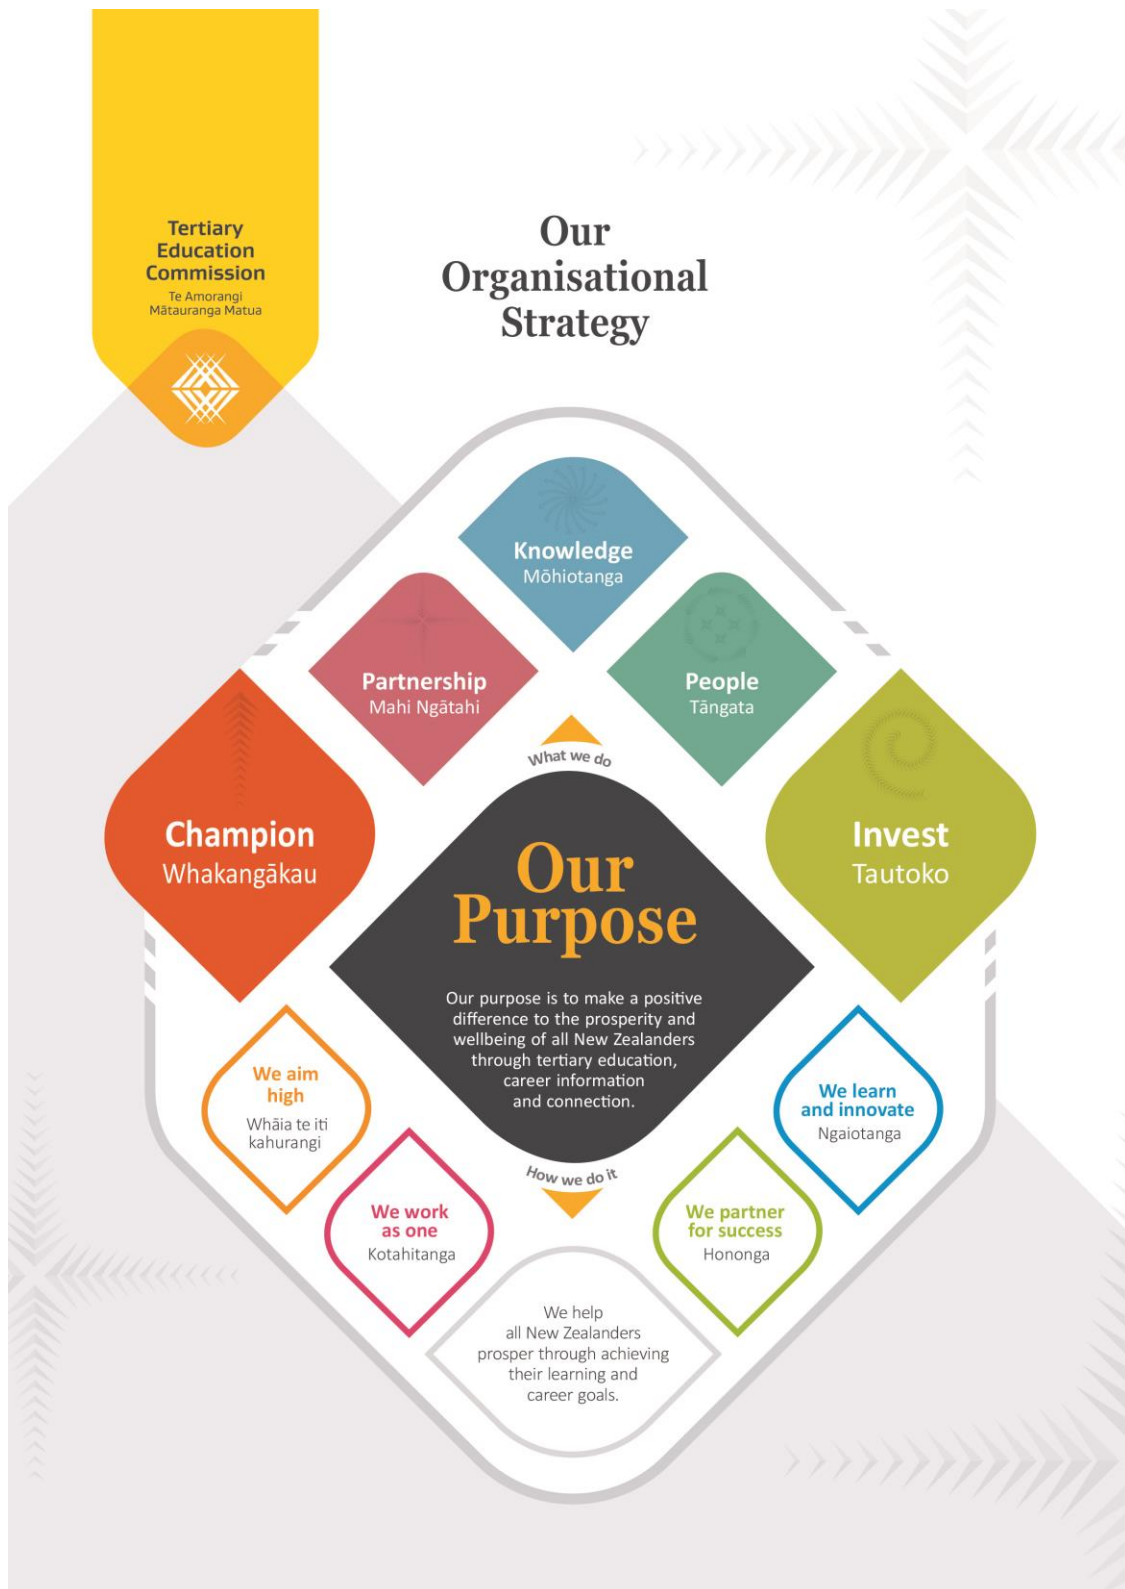 Tertiary
Education
Commission
Te Amorangi
Mātauranga Matua
Our
Organisational
Strategy
Knowledge
Mōhiotanga
Partnership
Mahi Ngātahi
People
Tāngata
What we do
Champion
Whakangākau
Invest
Tautoko
Our
Purpose
Our purpose is to make a positive
difference to the prosperity and
wellbeing of all New Zealanders
through tertiary education,
career information
and connection.
How we do it
We aim
high
Whāia te iti
kahurangi
We work
as one
Kotahitanga
We partner
for success
Hononga
We learn
and innovate
Ngaiotanga
We help
all New Zealanders
prosper through achieving
their learning and
career goals.